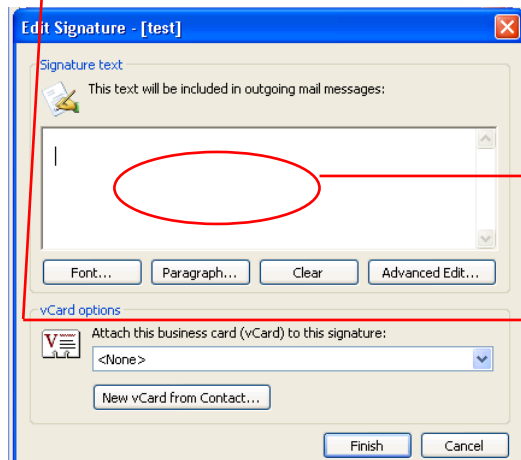 Edit Signature - [test]
Signature text
This text will be included in outgoing mail messages:
Font... Paragraph... Clear Advanced Edit...
vCard options
Attach this business card (vCard) to this signature:
<None>
New vCard from Contact...
Finish Cancel